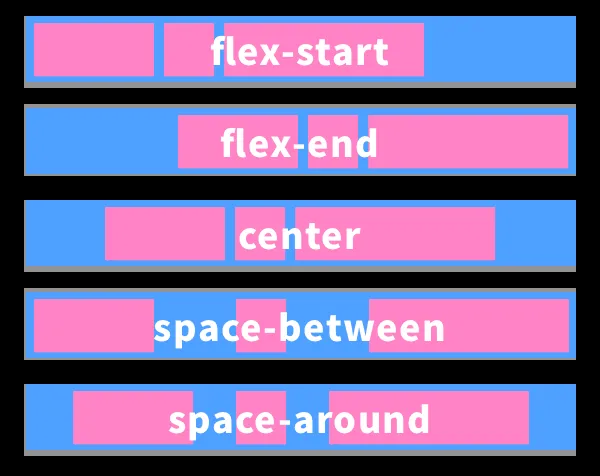 flex-start
flex-end
center
space-between
space-around